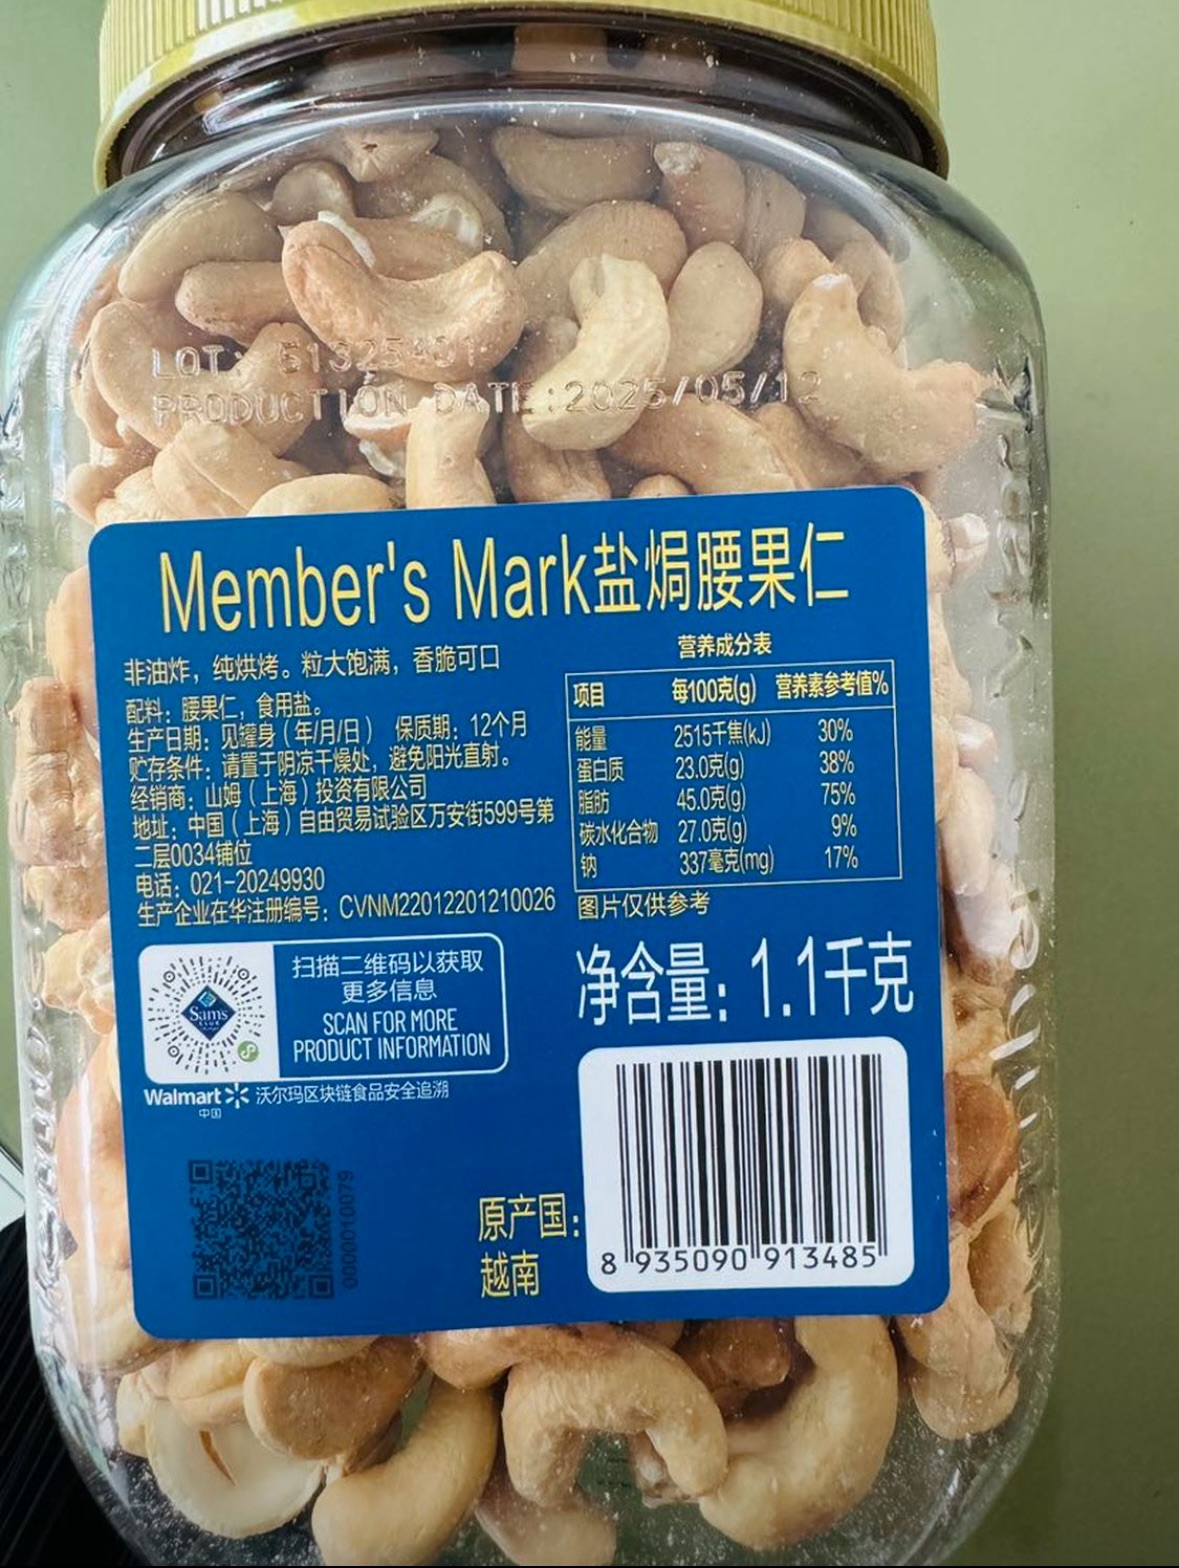 PRODUCTION DATE:2025/05/12
Member's Mark盐焗腰果仁
非油炸，纯烘烤。粒大饱满，香脆可口
配料：腰果仁、食用盐。
生产日期：见罐身（年/月/日） 保质期：12个月
贮存条件：请置于阴凉干燥处，避免阳光直射。
经销商：山姆（上海）投资有限公司
地址：中国（上海）自由贸易试验区万安街599号第
二层0034铺位
电话：021-20249930
生产企业在华注册编号：CVNM22012201210026
营养成分表
项目 每100克(g) 营养素参考值%
能量 2515千焦(kJ) 30%
蛋白质 23.0克(g) 38%
脂肪 45.0克(g) 75%
碳水化合物 27.0克(g) 9%
钠 337毫克(mg) 17%
图片仅供参考
净含量：1.1千克
扫描二维码以获取
更多信息
SCAN FOR MORE
PRODUCT INFORMATION
Sam's
CLUB
Walmart 中国 沃尔玛区块链食品安全追溯
0000010079
原产国：
越南
8 935090 913485